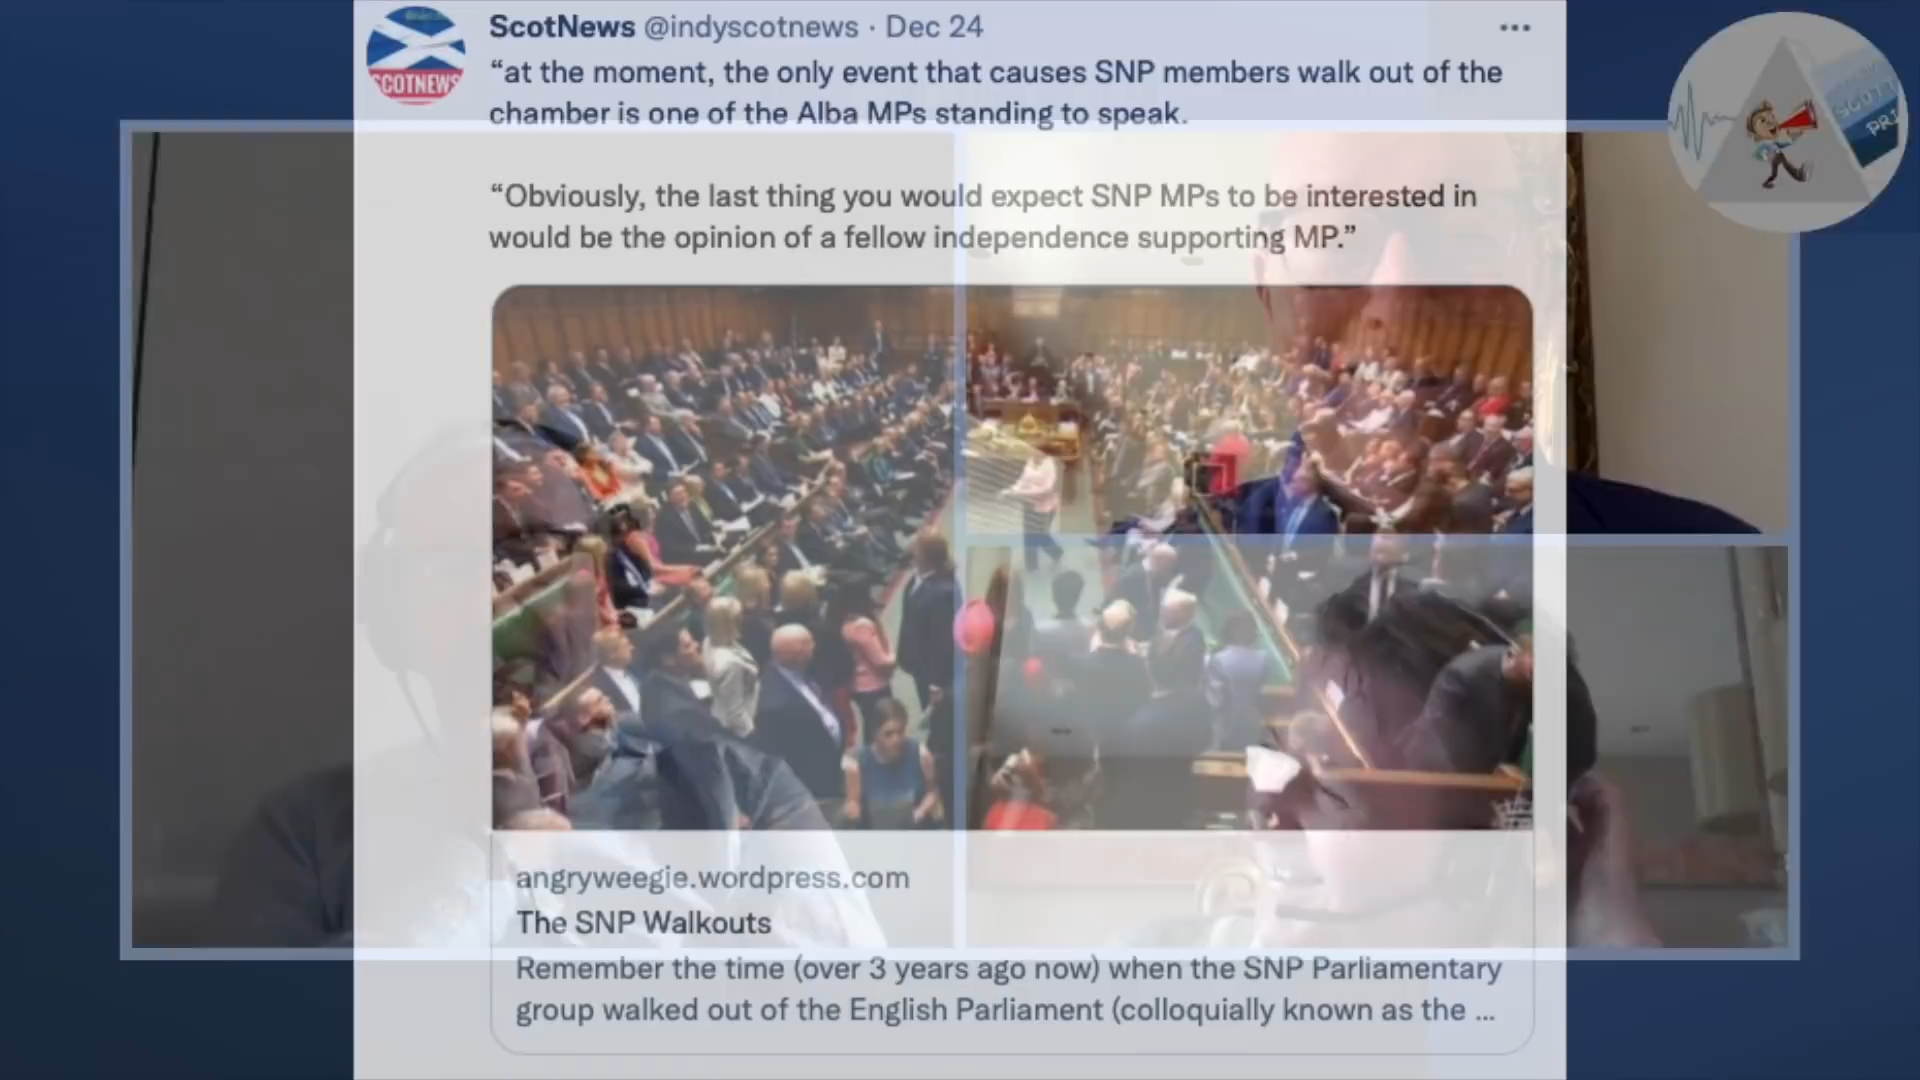 ScotNews @indyscotnews · Dec 24
“at the moment, the only event that causes SNP members walk out of the
chamber is one of the Alba MPs standing to speak.
“Obviously, the last thing you would expect SNP MPs to be interested in
would be the opinion of a fellow independence supporting MP.”
SCOTNEWS
angryweegie.wordpress.com
The SNP Walkouts
Remember the time (over 3 years ago now) when the SNP Parliamentary
group walked out of the English Parliament (colloquially known as the ...